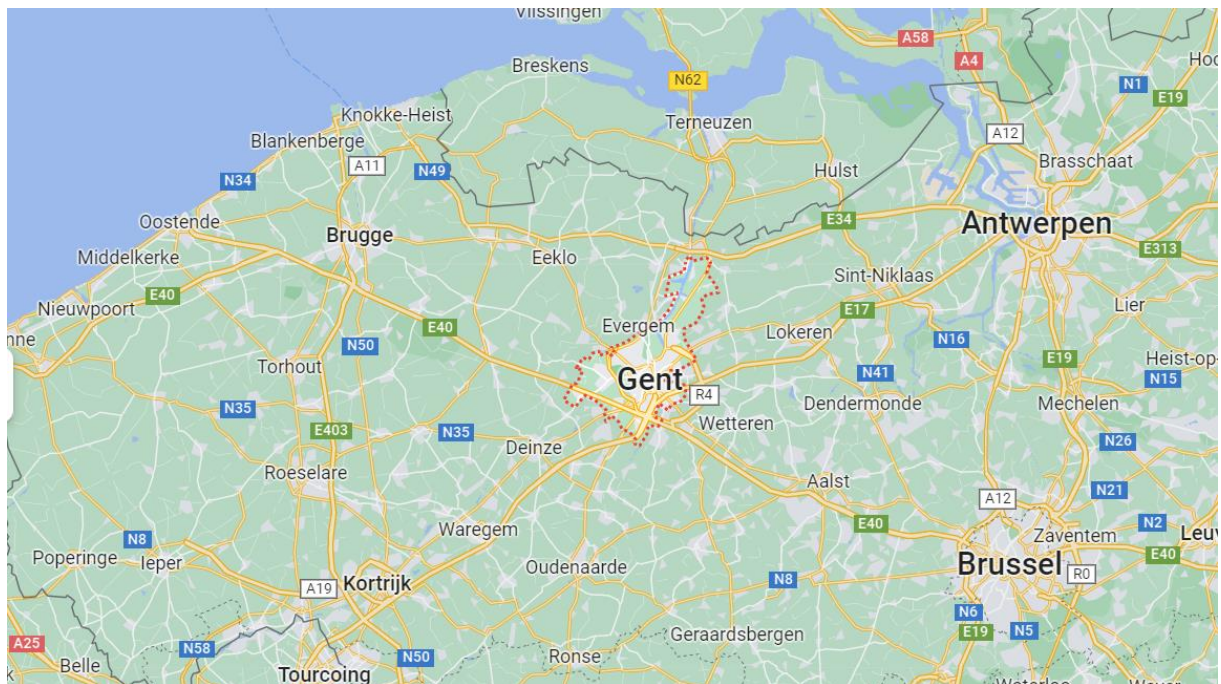 Vlissingen
A58
A4
Breskens
N62
N1
E19
Knokke-Heist
Terneuzen
Blankenberge
A12
A11
N49
Hulst
Brasschaat
N34
Oostende
Brugge
E34
Antwerpen
E313
Middelkerke
Eeklo
Sint-Niklaas
Nieuwpoort
E40
E17
Lier
E40
Evergem
Lokeren
N16
N50
E19
Torhout
Gent
N41
Heist-op-
N15
R4
N35
Dendermonde
Mechelen
E403
N35
Wetteren
Deinze
N26
Roeselare
Aalst
N21
A12
Waregem
E40
N2
N8
Zaventem
Poperinge
Ieper
Brussel
E40
Oudenaarde
A19
Kortrijk
N8
R0
N6
A25
N58
Geraardsbergen
E19
N5
Belle
N50
Ronse
Tourcoing